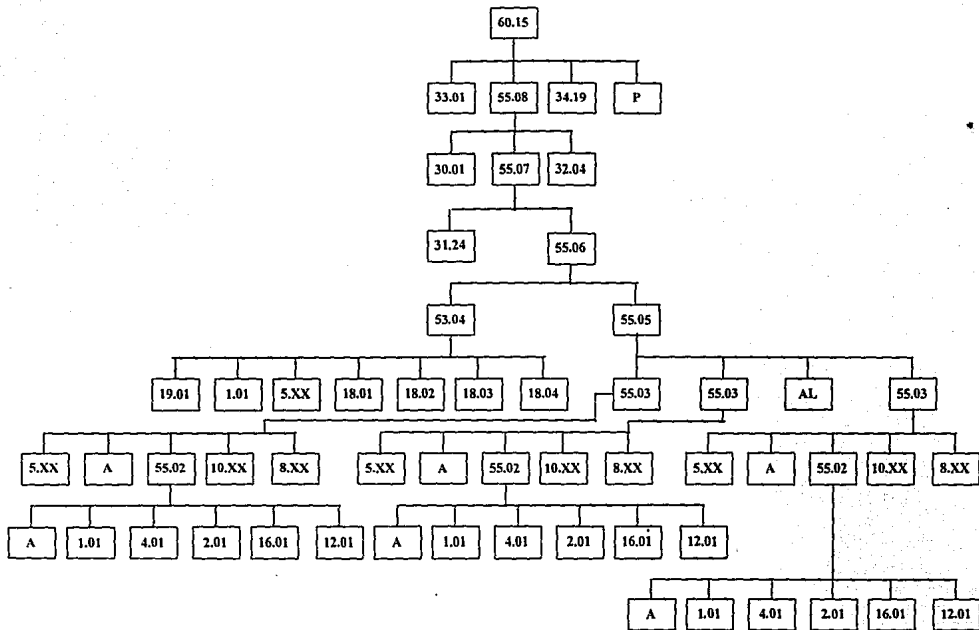 60.15
33.01 55.08 34.19 P
30.01 55.07 32.04
31.24 55.06
53.04 55.05
19.01 1.01 5.XX 18.01 18.02 18.03 18.04 55.03 55.03 AL 55.03
5.XX A 55.02 10.XX 8.XX 5.XX A 55.02 10.XX 8.XX 5.XX A 55.02 10.XX 8.XX
A 1.01 4.01 2.01 16.01 12.01 A 1.01 4.01 2.01 16.01 12.01
A 1.01 4.01 2.01 16.01 12.01